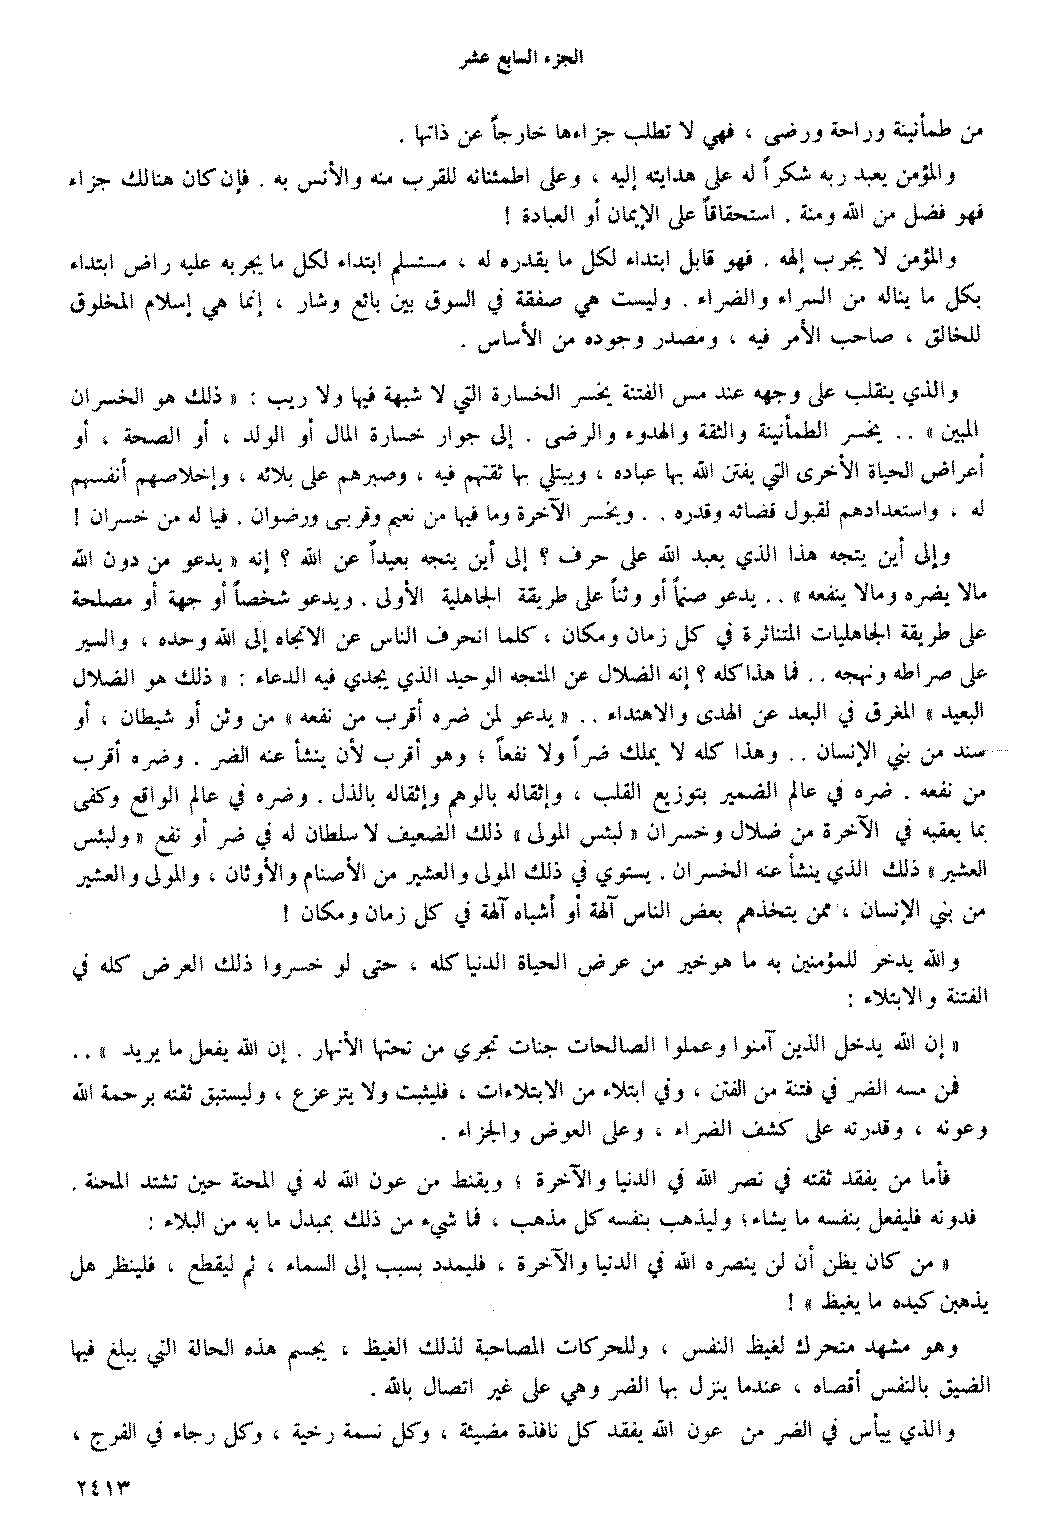 الجزء السابع عشر
من طمأنينة وراحة ورضى ، فهي لا تطلب جزاءها خارجاً عن ذاتها .
والمؤمن يعبد ربه شكراً له على هدايته إليه ، وعلى اطمئنانه للقرب منه والأنس به . فإن كان هنالك جزاء
فهو فضل من الله ومنة . استحقاقاً على الإيمان أو العبادة !
والمؤمن لا يجرب إلهه . فهو قابل ابتداء لكل ما يقدره له ، مستسلم ابتداء لكل ما يجربه عليه راض ابتداء
بكل ما يناله من السراء والضراء . وليست هي صفقة في السوق بين بائع وشار ، إنما هي إسلام المخلوق
للخالق ، صاحب الأمر فيه ، ومصدر وجوده من الأساس .
والذي ينقلب على وجهه عند مس الفتنة يخسر الخسارة التي لا شبهة فيها ولا ريب : « ذلك هو الخسران
المبين » .. يخسر الطمأنينة والثقة والهدوء والرضى . إلى جوار خسارة المال أو الولد ، أو الصحة ، أو
أعراض الحياة الأخرى التي يفتن الله بها عباده ، ويبتلي بها ثقتهم فيه ، وصبرهم على بلائه ، وإخلاصهم أنفسهم
له ، واستعدادهم لقبول قضائه وقدره .. ويخسر الآخرة وما فيها من نعيم وقربى ورضوان . فيا له من خسران !
وإلى أين يتجه هذا الذي يعبد الله على حرف ؟ إلى أين يتجه بعيداً عن الله ؟ إنه « يدعو من دون الله
مالا يضره ومالا ينفعه » .. يدعو صنماً أو وثناً على طريقة الجاهلية الأولى . ويدعو شخصاً أو جهة أو مصلحة
على طريقة الجاهليات المتناثرة في كل زمان ومكان ، كلما انحرف الناس عن الاتجاه إلى الله وحده ، والسير
على صراطه ونهجه .. فما هذا كله ؟ إنه الضلال عن المتجه الوحيد الذي يجدي فيه الدعاء : « ذلك هو الضلال
البعيد » المغرق في البعد عن الهدى والاهتداء .. « يدعو لمن ضره أقرب من نفعه » من وثن أو شيطان ، أو
سند من بني الإنسان .. وهذا كله لا يملك ضراً ولا نفعاً ؛ وهو أقرب لأن ينشأ عنه الضر . وضره أقرب
من نفعه . ضره في عالم الضمير بتوزيع القلب ، وإثقاله بالوهم وإثقاله بالذل . وضره في عالم الواقع وكفى
بما يعقبه في الآخرة من ضلال وخسران « لبئس المولى » ذلك الضعيف لا سلطان له في ضر أو نفع « ولبئس
العشير » ذلك الذي ينشأ عنه الخسران . يستوي في ذلك المولى والعشير من الأصنام والأوثان ، والمولى والعشير
من بني الإنسان ، ممن يتخذهم بعض الناس آلهة أو أشباه آلهة في كل زمان ومكان !
والله يدخر للمؤمنين به ما هو خير من عرض الحياة الدنيا كله ، حتى لو خسروا ذلك العرض كله في
الفتنة والابتلاء :
« إن الله يدخل الذين آمنوا وعملوا الصالحات جنات تجري من تحتها الأنهار . إن الله يفعل ما يريد » ..
فمن مسه الضر في فتنة من الفتن ، وفي ابتلاء من الابتلاءات ، فليثبت ولا يتزعزع ، وليستبق ثقته برحمة الله
وعونه ، وقدرته على كشف الضراء ، وعلى العوض والجزاء .
فأما من يفقد ثقته في نصر الله في الدنيا والآخرة ؛ ويقنط من عون الله له في المحنة حين تشتد المحنة .
فدونه فليفعل بنفسه ما يشاء؛ وليذهب بنفسه كل مذهب ، فما شيء من ذلك بمبدل ما به من البلاء :
« من كان يظن أن لن ينصره الله في الدنيا والآخرة ، فليمدد بسبب إلى السماء ، ثم ليقطع ، فلينظر هل
يذهبن كيده ما يغيظ » !
وهو مشهد متحرك لغيظ النفس ، وللحركات المصاحبة لذلك الغيظ ، يجسم هذه الحالة التي يبلغ فيها
الضيق بالنفس أقصاه ، عندما ينزل بها الضر وهي على غير اتصال بالله .
والذي ييأس في الضر من عون الله يفقد كل نافذة مضيئة ، وكل نسمة رخية ، وكل رجاء في الفرج ،
٢٤١٣